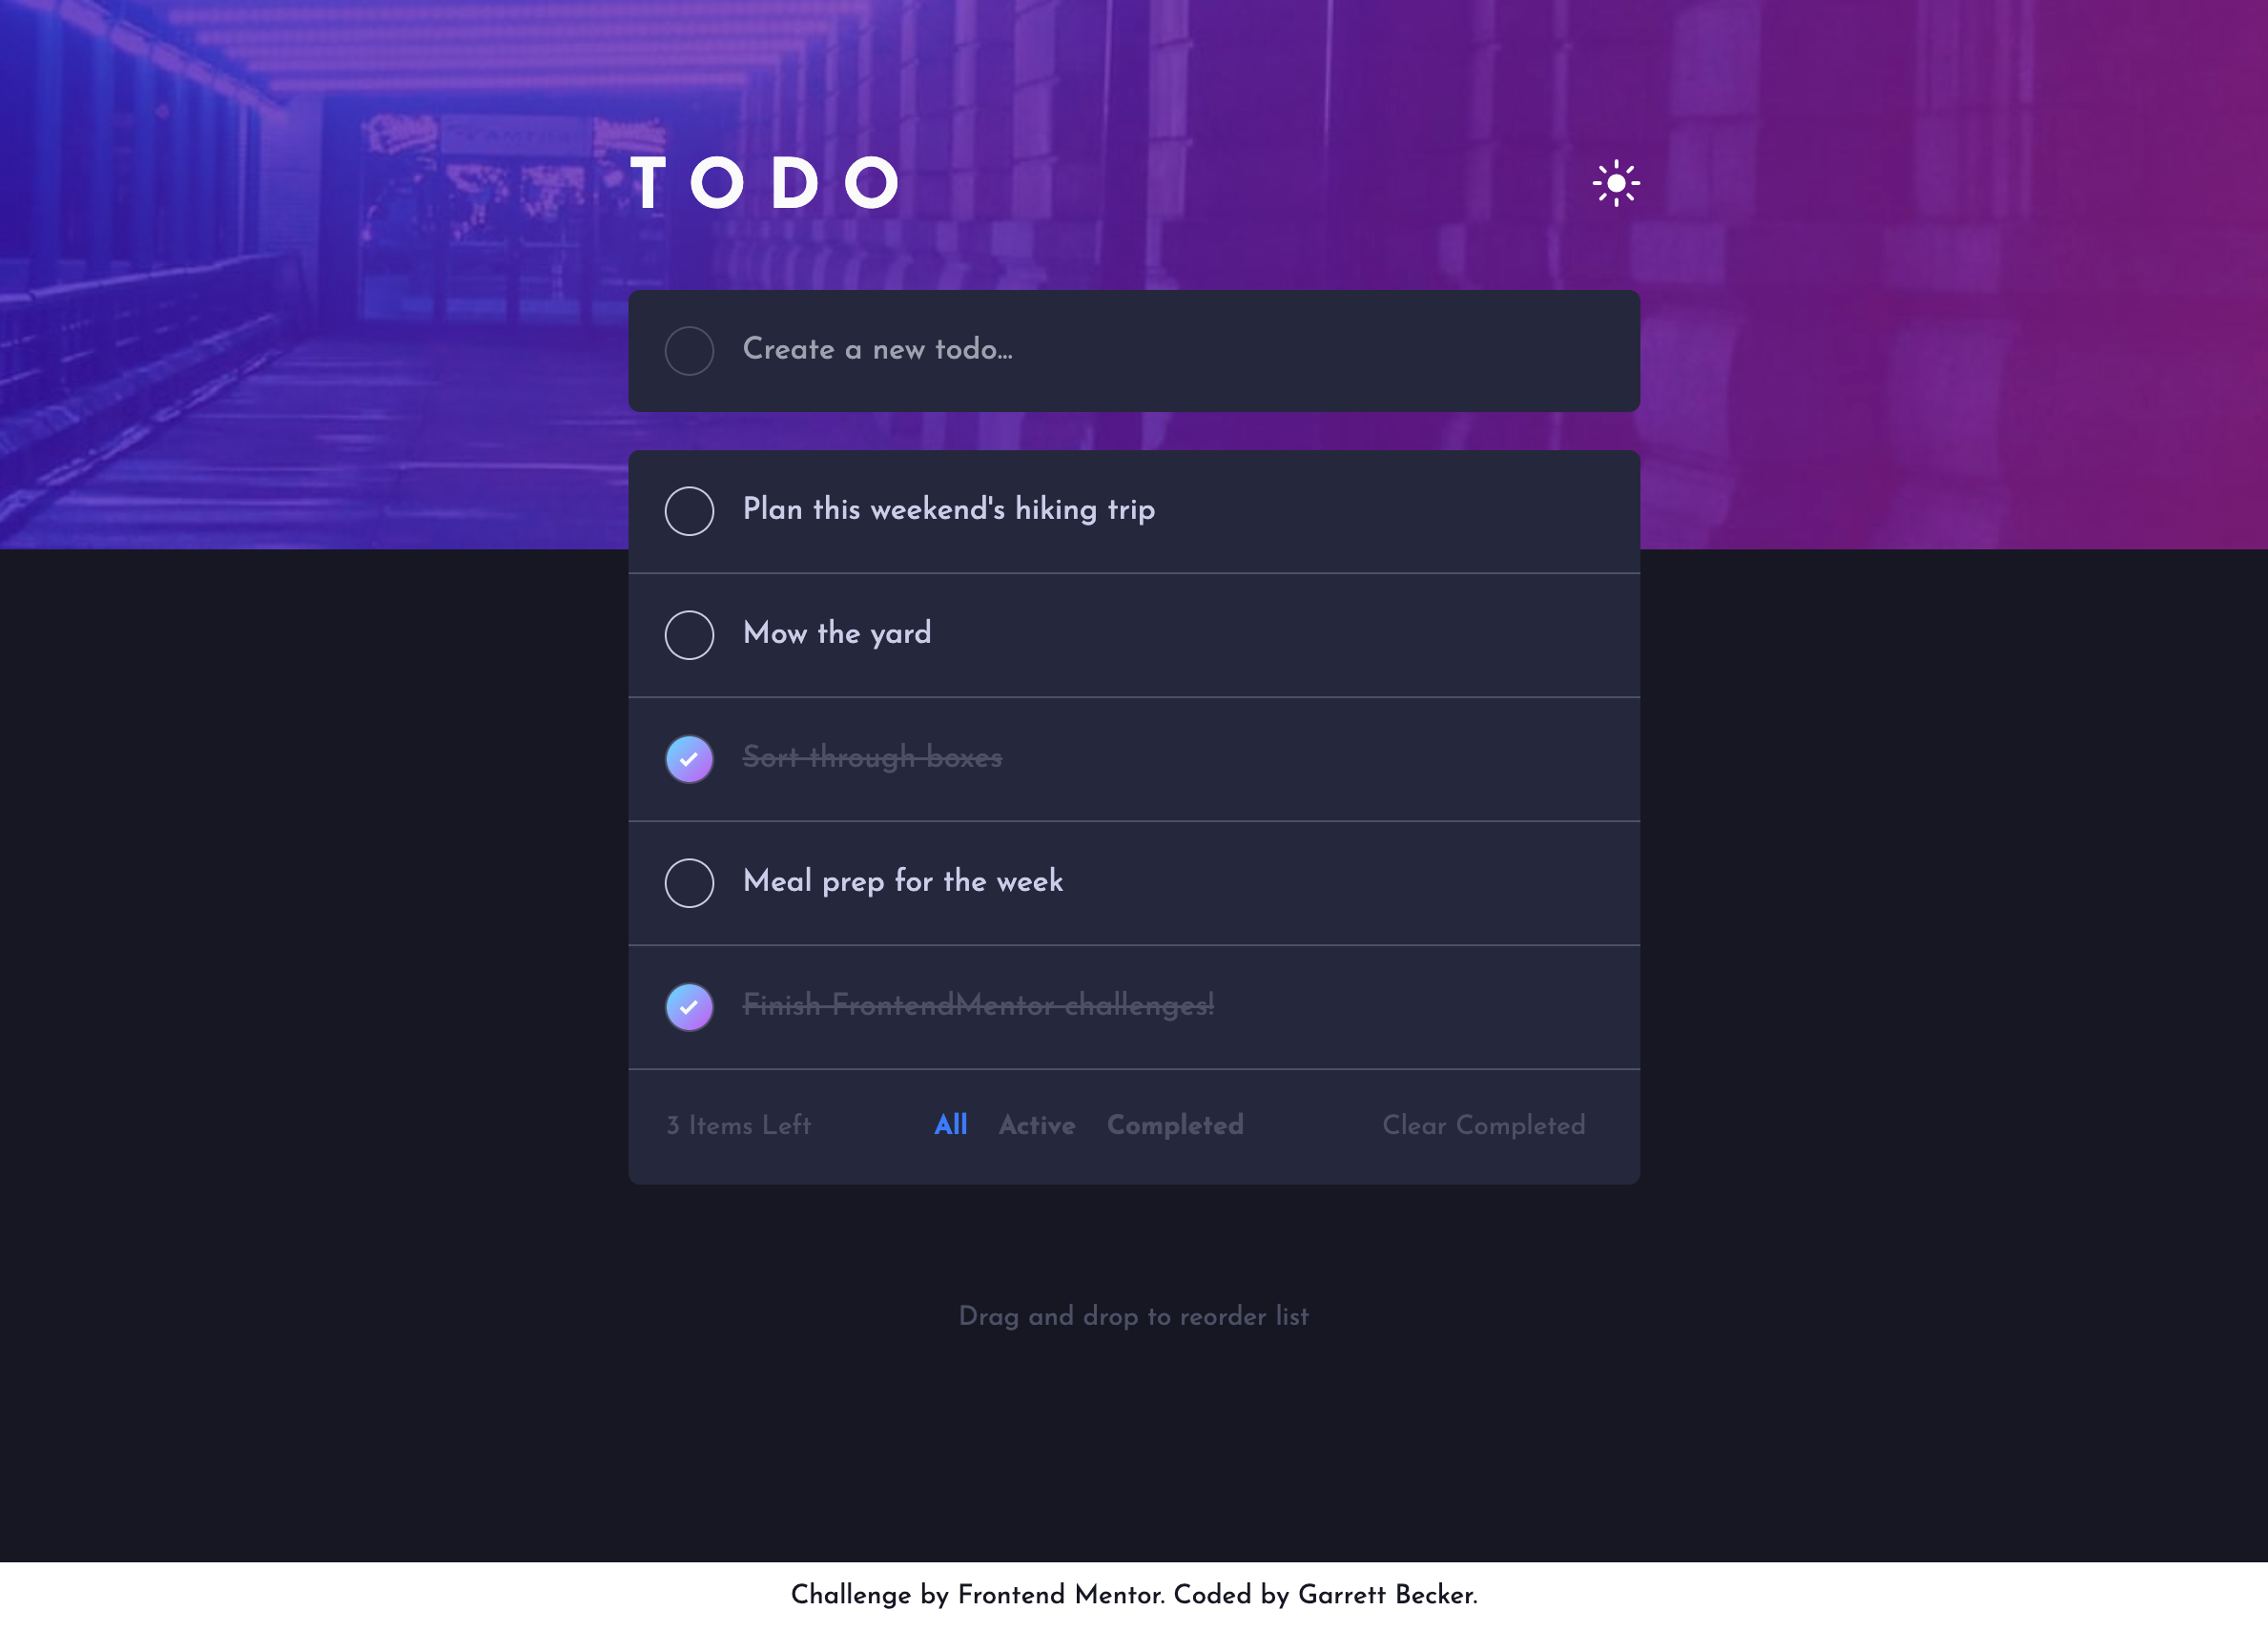 TODO
Create a new todo...
Plan this weekend's hiking trip
Mow the yard
Sort through boxes
Meal prep for the week
Finish FrontendMentor challenges!
3 Items Left All Active Completed Clear Completed
Drag and drop to reorder list
Challenge by Frontend Mentor. Coded by Garrett Becker.